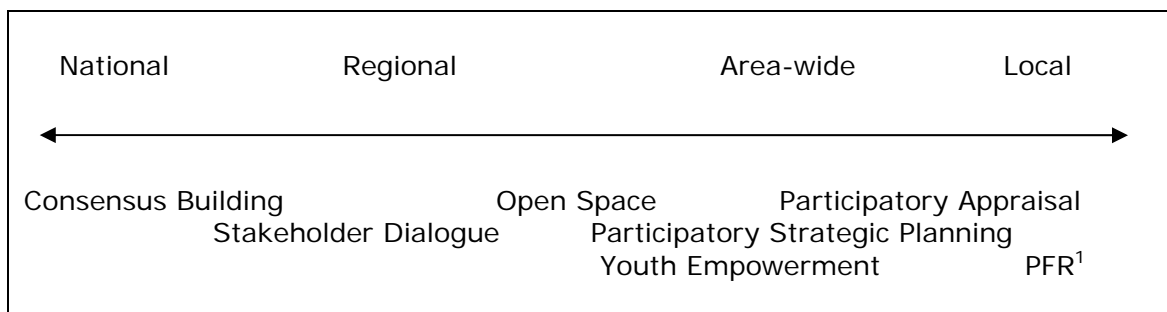 National Regional Area-wide Local
Consensus Building Open Space Participatory Appraisal
Stakeholder Dialogue Participatory Strategic Planning
Youth Empowerment PFR¹